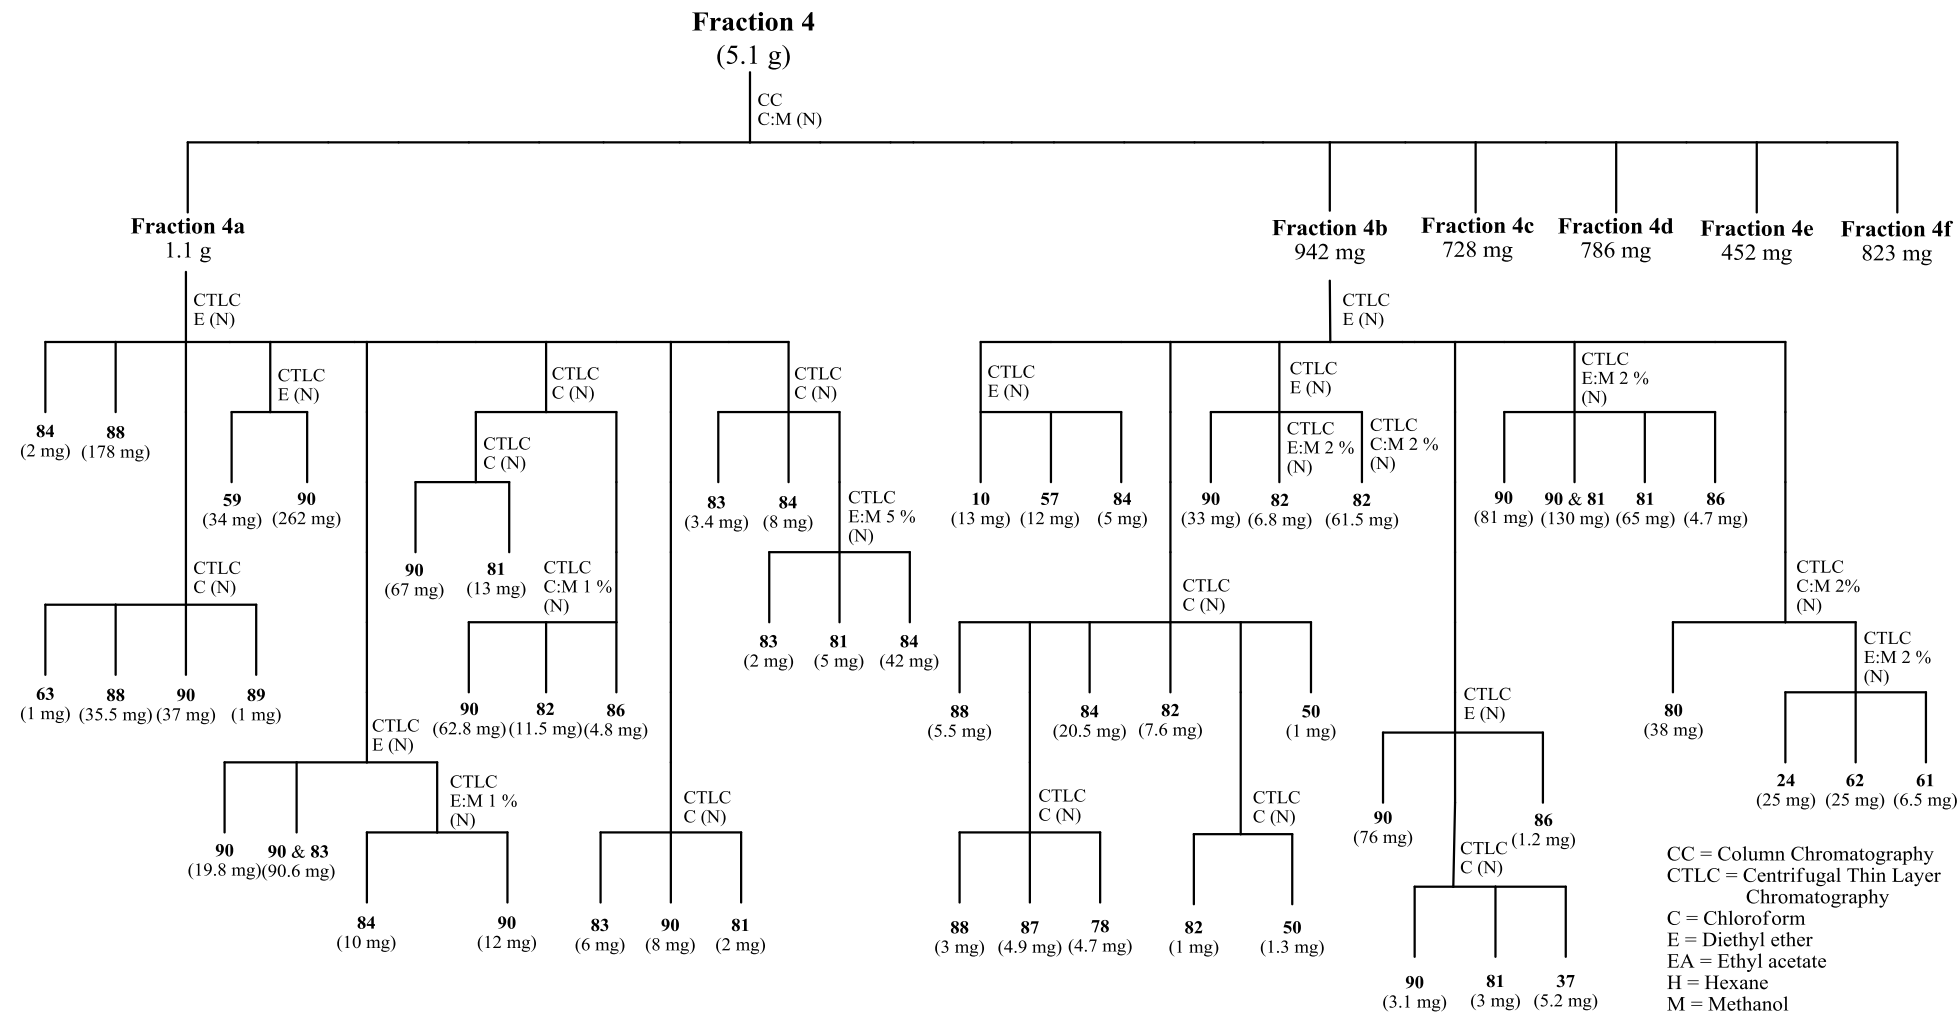 Fraction 4
(5.1 g)
CC
C:M (N)
Fraction 4a
1.1 g
Fraction 4b
942 mg
Fraction 4c
728 mg
Fraction 4d
786 mg
Fraction 4e
452 mg
Fraction 4f
823 mg
CTLC
E (N)
84
(2 mg)
88
(178 mg)
CTLC
E (N)
59
(34 mg)
90
(262 mg)
CTLC
C (N)
63
(1 mg)
88
(35.5 mg)
90
(37 mg)
89
(1 mg)
CTLC
E (N)
90
(19.8 mg)
90 & 83
(90.6 mg)
CTLC
E:M 1 %
(N)
84
(10 mg)
90
(12 mg)
CTLC
C (N)
CTLC
C (N)
90
(67 mg)
81
(13 mg)
CTLC
C:M 1 %
(N)
90
(62.8 mg)
82
(11.5 mg)
86
(4.8 mg)
CTLC
C (N)
83
(6 mg)
90
(8 mg)
81
(2 mg)
CTLC
C (N)
83
(3.4 mg)
84
(8 mg)
CTLC
E:M 5 %
(N)
83
(2 mg)
81
(5 mg)
84
(42 mg)
CTLC
E (N)
CTLC
E (N)
10
(13 mg)
57
(12 mg)
84
(5 mg)
CTLC
C (N)
88
(5.5 mg)
84
(20.5 mg)
82
(7.6 mg)
50
(1 mg)
CTLC
C (N)
88
(3 mg)
87
(4.9 mg)
78
(4.7 mg)
CTLC
C (N)
82
(1 mg)
50
(1.3 mg)
CTLC
E (N)
CTLC
E:M 2 %
(N)
CTLC
C:M 2 %
(N)
90
(33 mg)
82
(6.8 mg)
82
(61.5 mg)
CTLC
E (N)
90
(76 mg)
86
(1.2 mg)
CTLC
C (N)
90
(3.1 mg)
81
(3 mg)
37
(5.2 mg)
CTLC
E:M 2 %
(N)
90
(81 mg)
90 & 81
(130 mg)
81
(65 mg)
86
(4.7 mg)
CTLC
C:M 2%
(N)
80
(38 mg)
CTLC
E:M 2 %
(N)
24
(25 mg)
62
(25 mg)
61
(6.5 mg)
CC = Column Chromatography
CTLC = Centrifugal Thin Layer
Chromatography
C = Chloroform
E = Diethyl ether
EA = Ethyl acetate
H = Hexane
M = Methanol